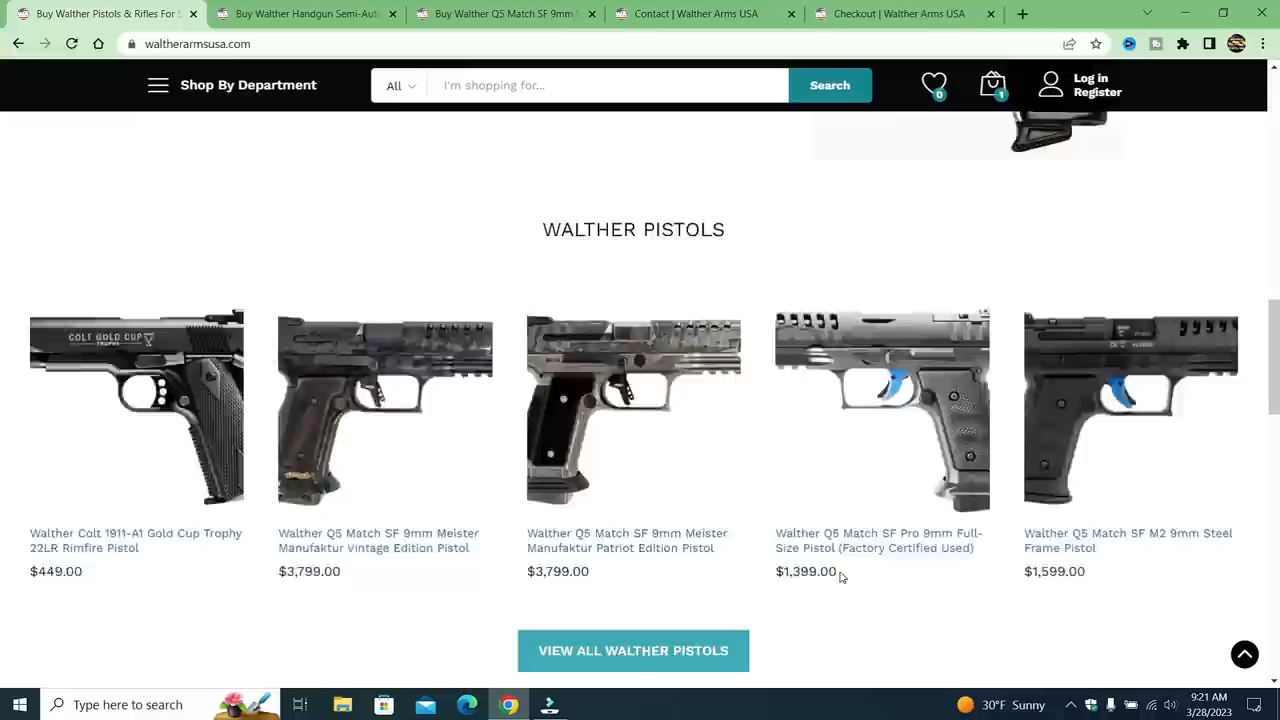 Buy Walther Pistols & Rifles For S
Buy Walther Handgun Semi-Auto
Buy Walther Q5 Match SF 9mm
Contact | Walther Arms USA
Checkout | Walther Arms USA
waltherarmsusa.com
Shop By Department
All
I'm shopping for...
Search
0
1
Log in
Register
WALTHER PISTOLS
COLT GOLD CUP
TROPHY
Walther Colt 1911-A1 Gold Cup Trophy
22LR Rimfire Pistol
$449.00
Walther Q5 Match SF 9mm Meister
Manufaktur Vintage Edition Pistol
$3,799.00
Walther Q5 Match SF 9mm Meister
Manufaktur Patriot Edition Pistol
$3,799.00
Walther Q5 Match SF Pro 9mm Full-
Size Pistol (Factory Certified Used)
$1,399.00
Walther Q5 Match SF M2 9mm Steel
Frame Pistol
$1,599.00
VIEW ALL WALTHER PISTOLS
Type here to search
30°F Sunny
9:21 AM
3/28/2023